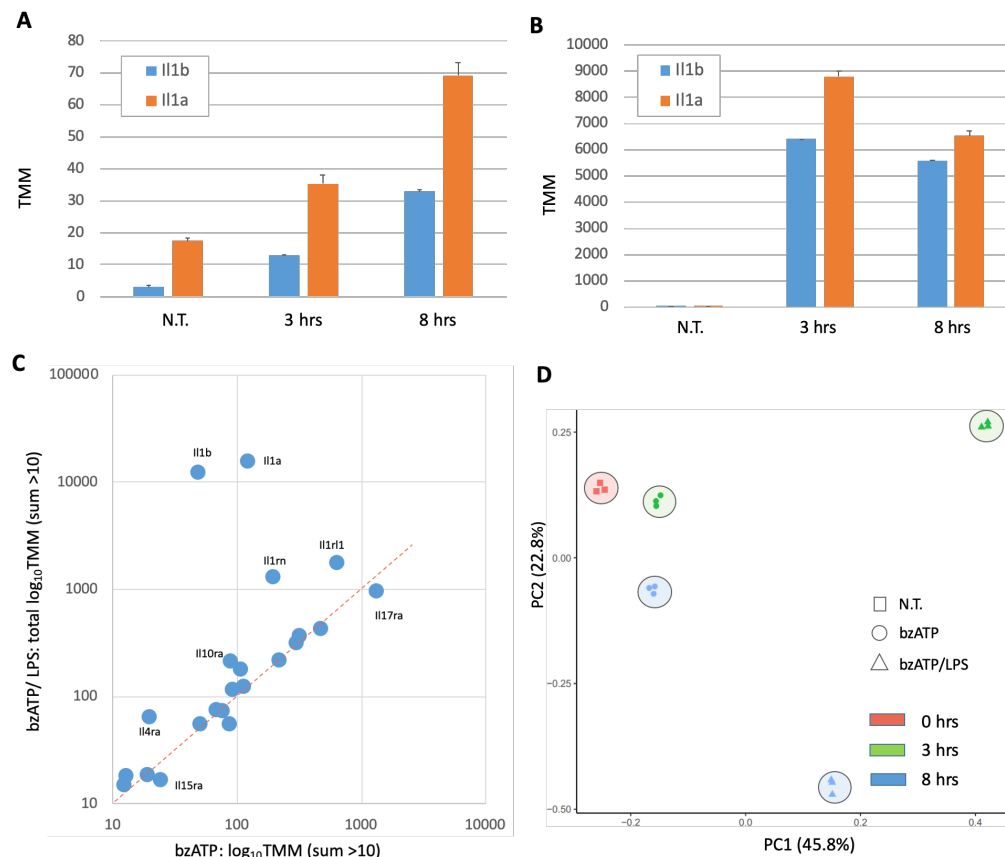 A
80
70
60
50
40
30
20
10
0
TMM
Il1b
Il1a
N.T.
3 hrs
8 hrs
B
10000
9000
8000
7000
6000
5000
4000
3000
2000
1000
0
TMM
Il1b
Il1a
N.T.
3 hrs
8 hrs
C
bzATP/ LPS: total log10TMM (sum >10)
100000
10000
1000
100
10
Il1b
Il1a
Il1rn
Il1rl1
Il17ra
Il10ra
Il4ra
Il15ra
10
100
1000
10000
bzATP: log10TMM (sum >10)
D
PC2 (22.8%)
0.25
0.00
−0.25
−0.50
N.T.
bzATP
bzATP/LPS
0 hrs
3 hrs
8 hrs
−0.2
0.0
0.2
0.4
PC1 (45.8%)